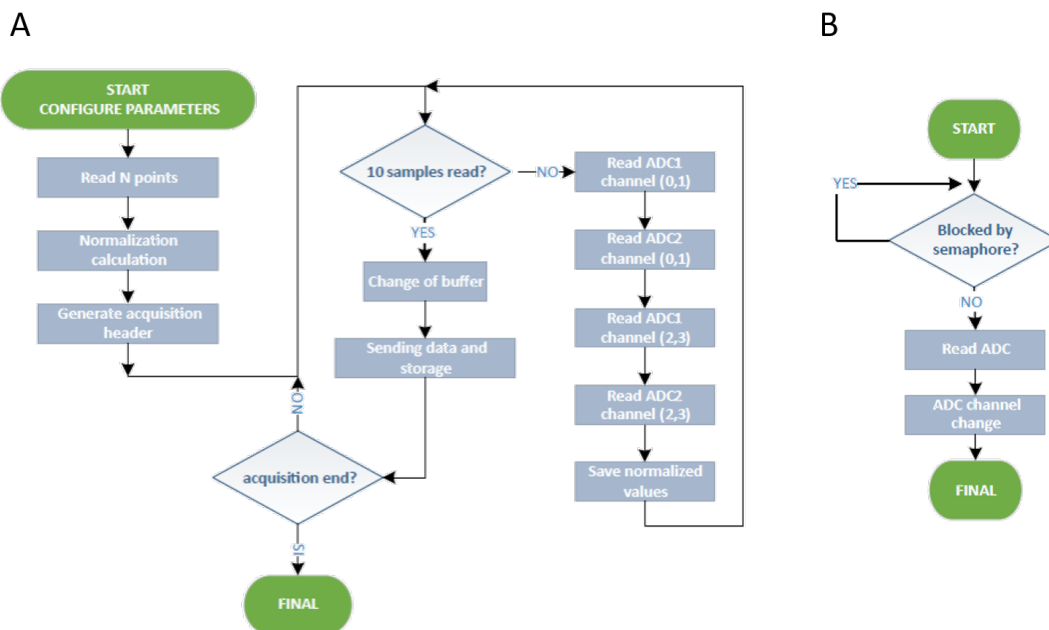 A
START
CONFIGURE PARAMETERS
Read N points
Normalization
calculation
Generate acquisition
header
10 samples read?
NO
YES
Change of buffer
Sending data and
storage
Read ADC1
channel (0,1)
Read ADC2
channel (0,1)
Read ADC1
channel (2,3)
Read ADC2
channel (2,3)
Save normalized
values
NO
acquisition end?
SI
FINAL
B
START
YES
Blocked by
semaphore?
NO
Read ADC
ADC channel
change
FINAL